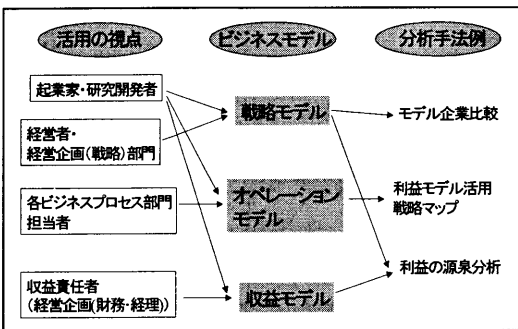 活用の視点
ビジネスモデル
分析手法例
起業家・研究開発者
経営者・
経営企画(戦略)部門
各ビジネスプロセス部門
担当者
収益責任者
(経営企画(財務・経理))
戦略モデル
オペレーション
モデル
収益モデル
モデル企業比較
利益モデル活用
戦略マップ
利益の源泉分析